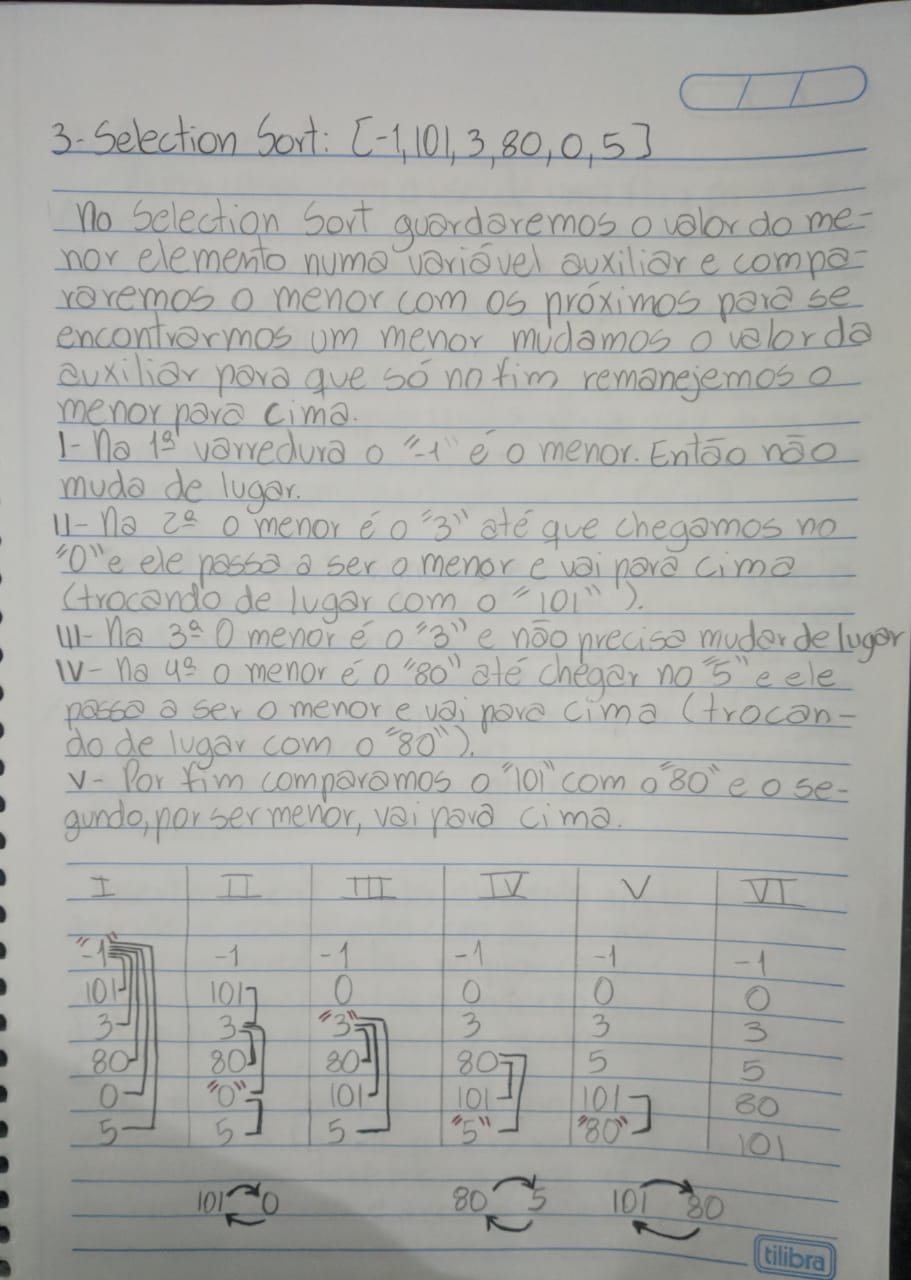 3- Selection Sort: [-1, 101, 3, 80, 0, 5]
No Selection Sort guardaremos o valor do me-
nor elemento numa variável auxiliar e compa-
raremos o menor com os próximos para se
encontrarmos um menor mudamos o valor da
auxiliar para que só no fim remanejemos o
menor para cima.
I- Na 1ª varredura o "-1" é o menor. Então não
muda de lugar.
II- Na 2ª o menor é o "3" até que chegamos no
"0" e ele passa a ser o menor e vai para cima
(trocando de lugar com o "101").
III- Na 3ª O menor é o "3" e não precisa mudar de lugar
IV- Na 4ª o menor é o "80" até chegar no "5" e ele
passa a ser o menor e vai para cima (trocan-
do de lugar com o "80").
V- Por fim comparamos o "101" com o "80" e o se-
gundo, por ser menor, vai para cima.
I II III IV V VI
"-1" -1 -1 -1 -1 -1
101 101 0 0 0 0
3 3 "3" 3 3 3
80 80 80 80 5 5
0 "0" 101 101 101 80
5 5 5 "5" "80" 101
101 0 80 5 101 80
tilibra